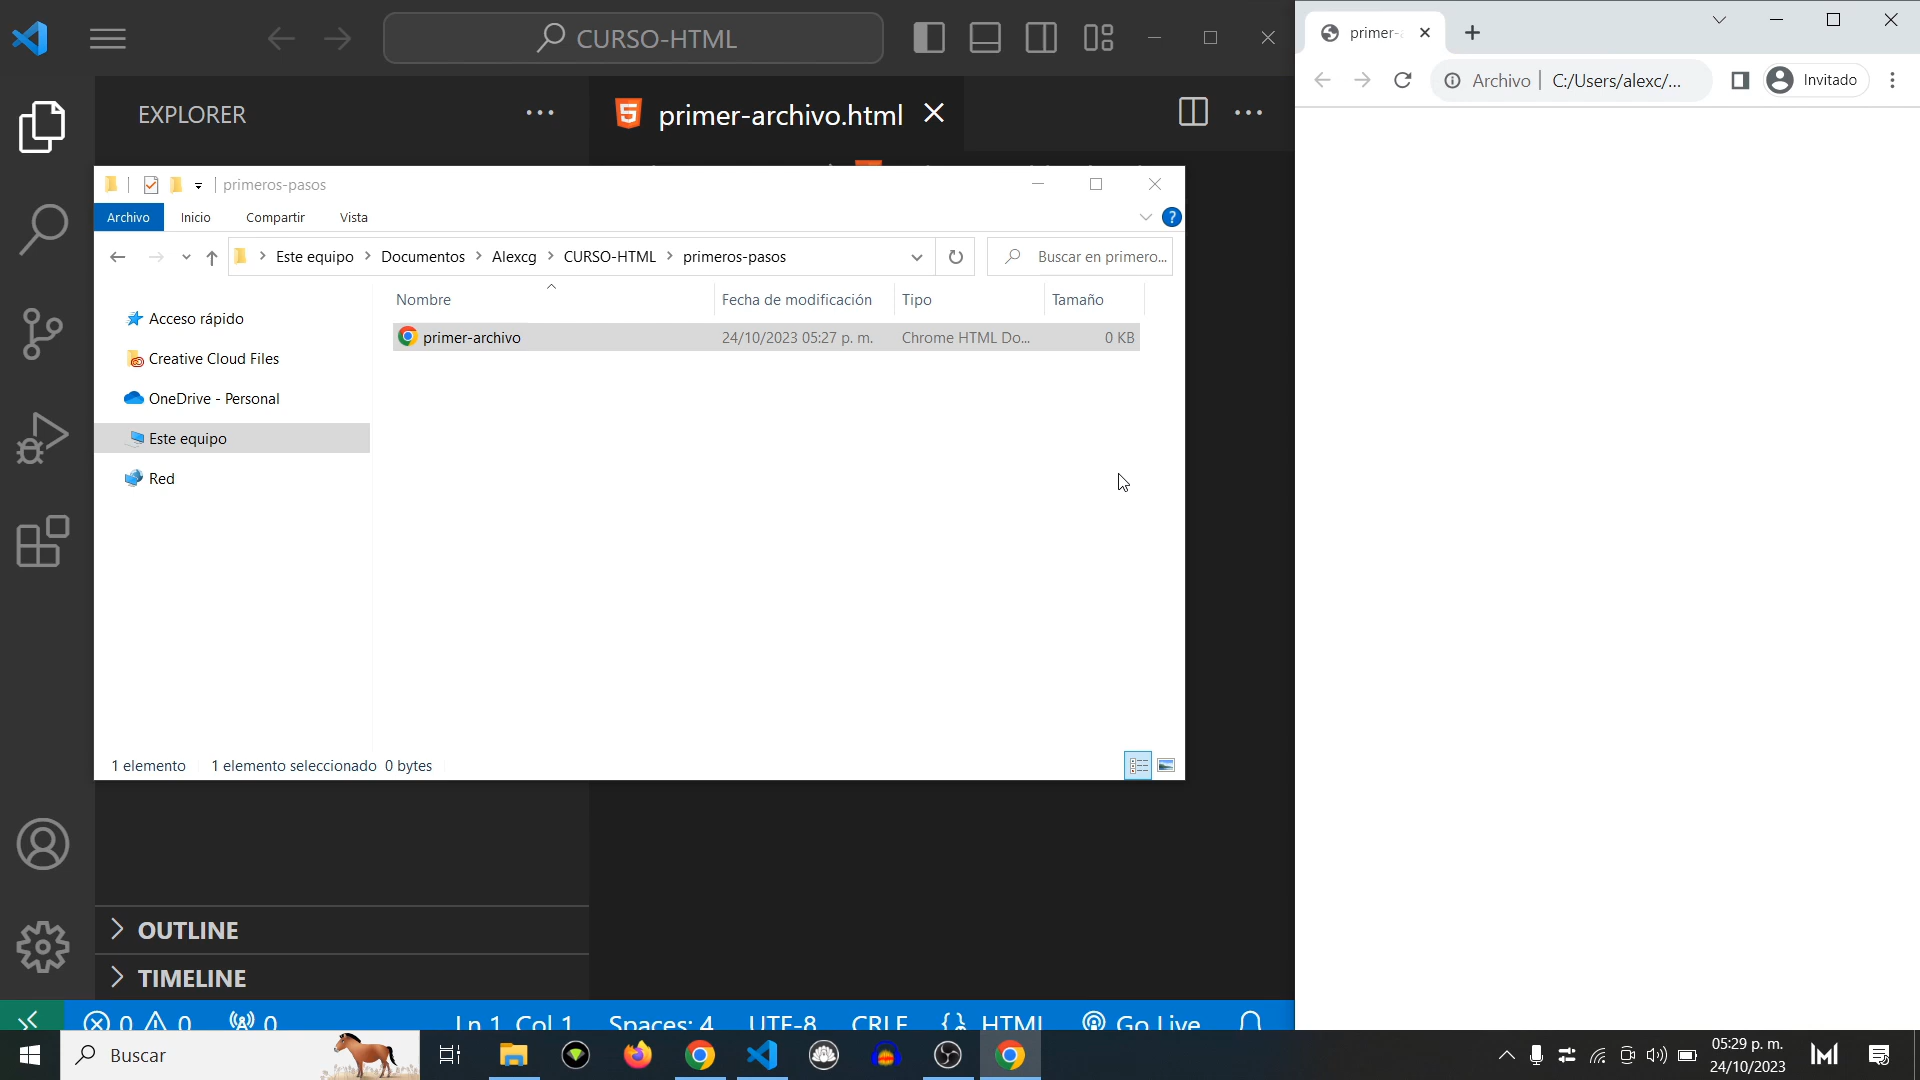 CURSO-HTML
primer-a
Archivo C:/Users/alexc/...
Invitado
EXPLORER
primer-archivo.html
primeros-pasos
Archivo Inicio Compartir Vista
Este equipo Documentos Alexcg CURSO-HTML primeros-pasos
Buscar en primero...
Nombre Fecha de modificación Tipo Tamaño
primer-archivo 24/10/2023 05:27 p. m. Chrome HTML Do... 0 KB
Acceso rápido
Creative Cloud Files
OneDrive - Personal
Este equipo
Red
1 elemento 1 elemento seleccionado 0 bytes
OUTLINE
TIMELINE
0 0 0 Ln 1, Col 1 Spaces: 4 UTF-8 CRLF {} HTML Go Live
Buscar
05:29 p. m.
24/10/2023